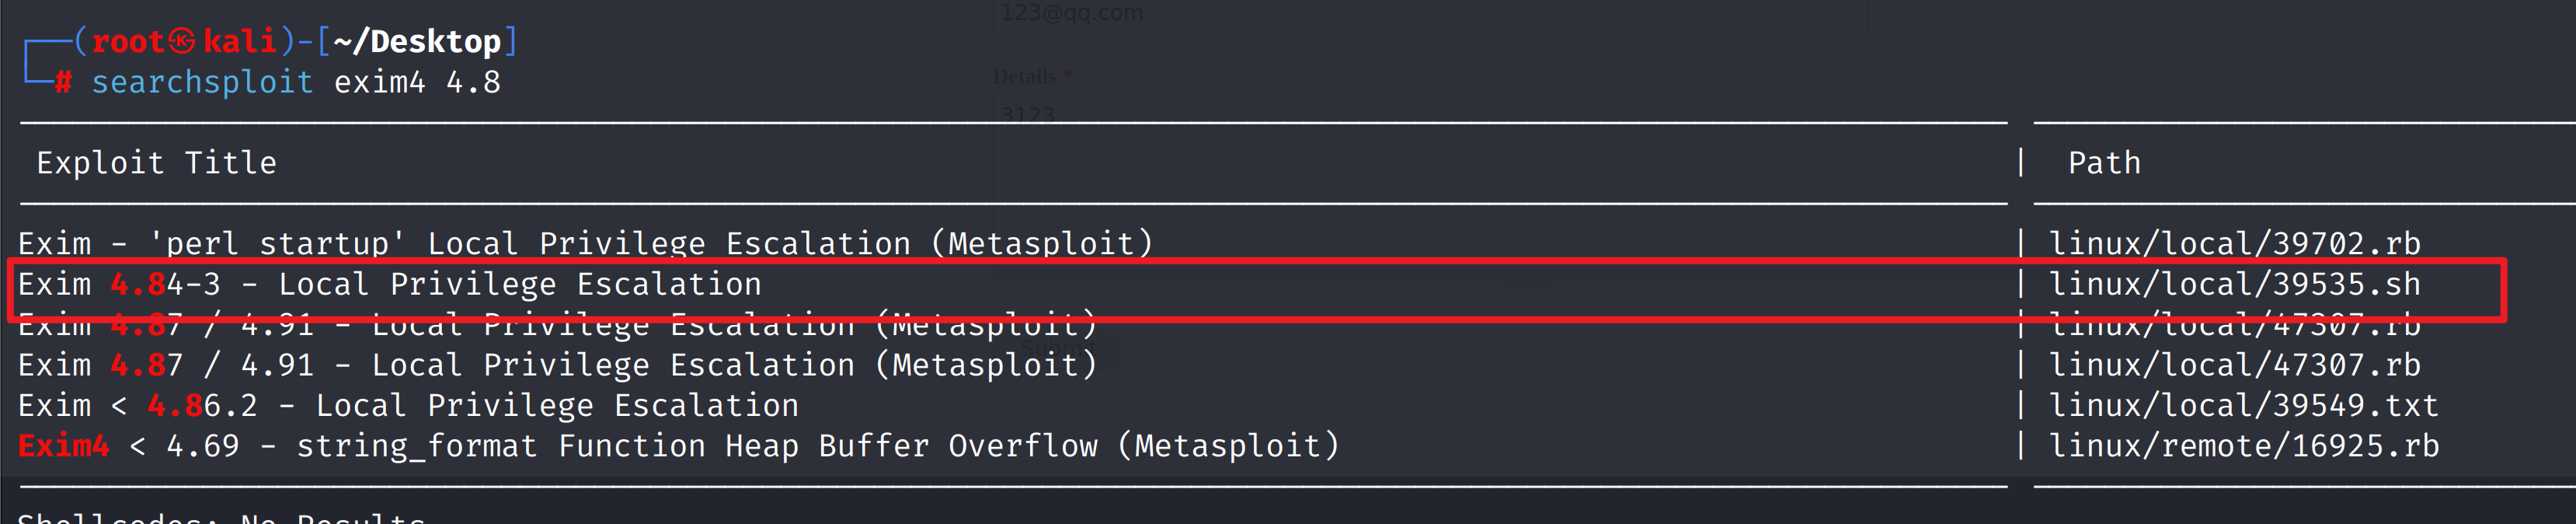 123@qq.com
┌──(root㉿kali)-[~/Desktop]
└─# searchsploit exim4 4.8
Details *
3123
Exploit Title | Path
Exim - 'perl startup' Local Privilege Escalation (Metasploit) | linux/local/39702.rb
Exim 4.84-3 - Local Privilege Escalation | linux/local/39535.sh
Exim 4.87 / 4.91 - Local Privilege Escalation (Metasploit) | linux/local/47307.rb
Submit
Exim 4.87 / 4.91 - Local Privilege Escalation (Metasploit) | linux/local/47307.rb
Exim < 4.86.2 - Local Privilege Escalation | linux/local/39549.txt
Exim4 < 4.69 - string_format Function Heap Buffer Overflow (Metasploit) | linux/remote/16925.rb
Shellcodes: No Results